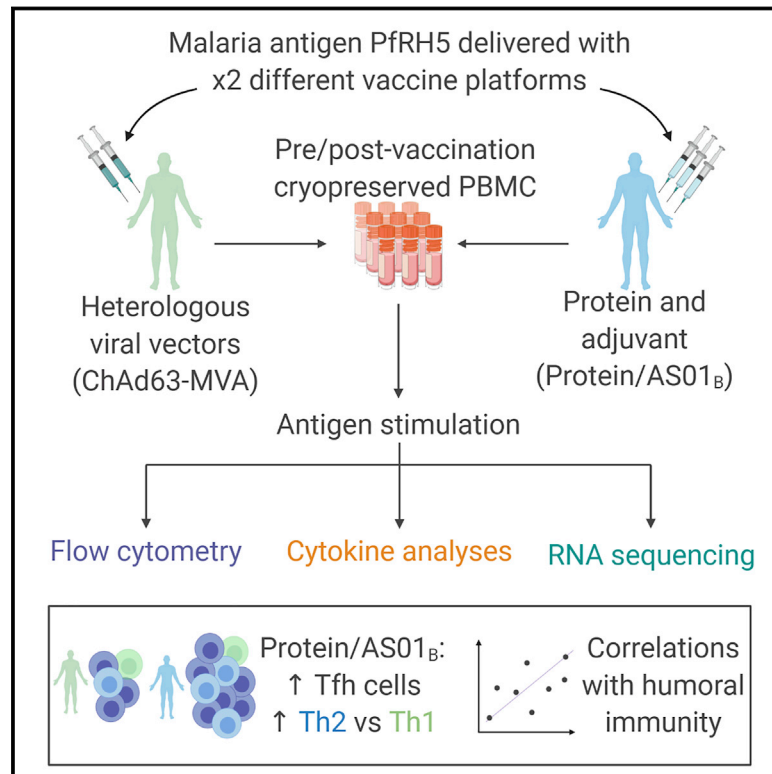 Malaria antigen PfRH5 delivered with
x2 different vaccine platforms
Pre/post-vaccination
cryopreserved PBMC
Heterologous
viral vectors
(ChAd63-MVA)
Protein and
adjuvant
(Protein/AS01B)
Antigen stimulation
Flow cytometry
Cytokine analyses
RNA sequencing
Protein/AS01B:
↑ Tfh cells
↑ Th2 vs Th1
Correlations
with humoral
immunity